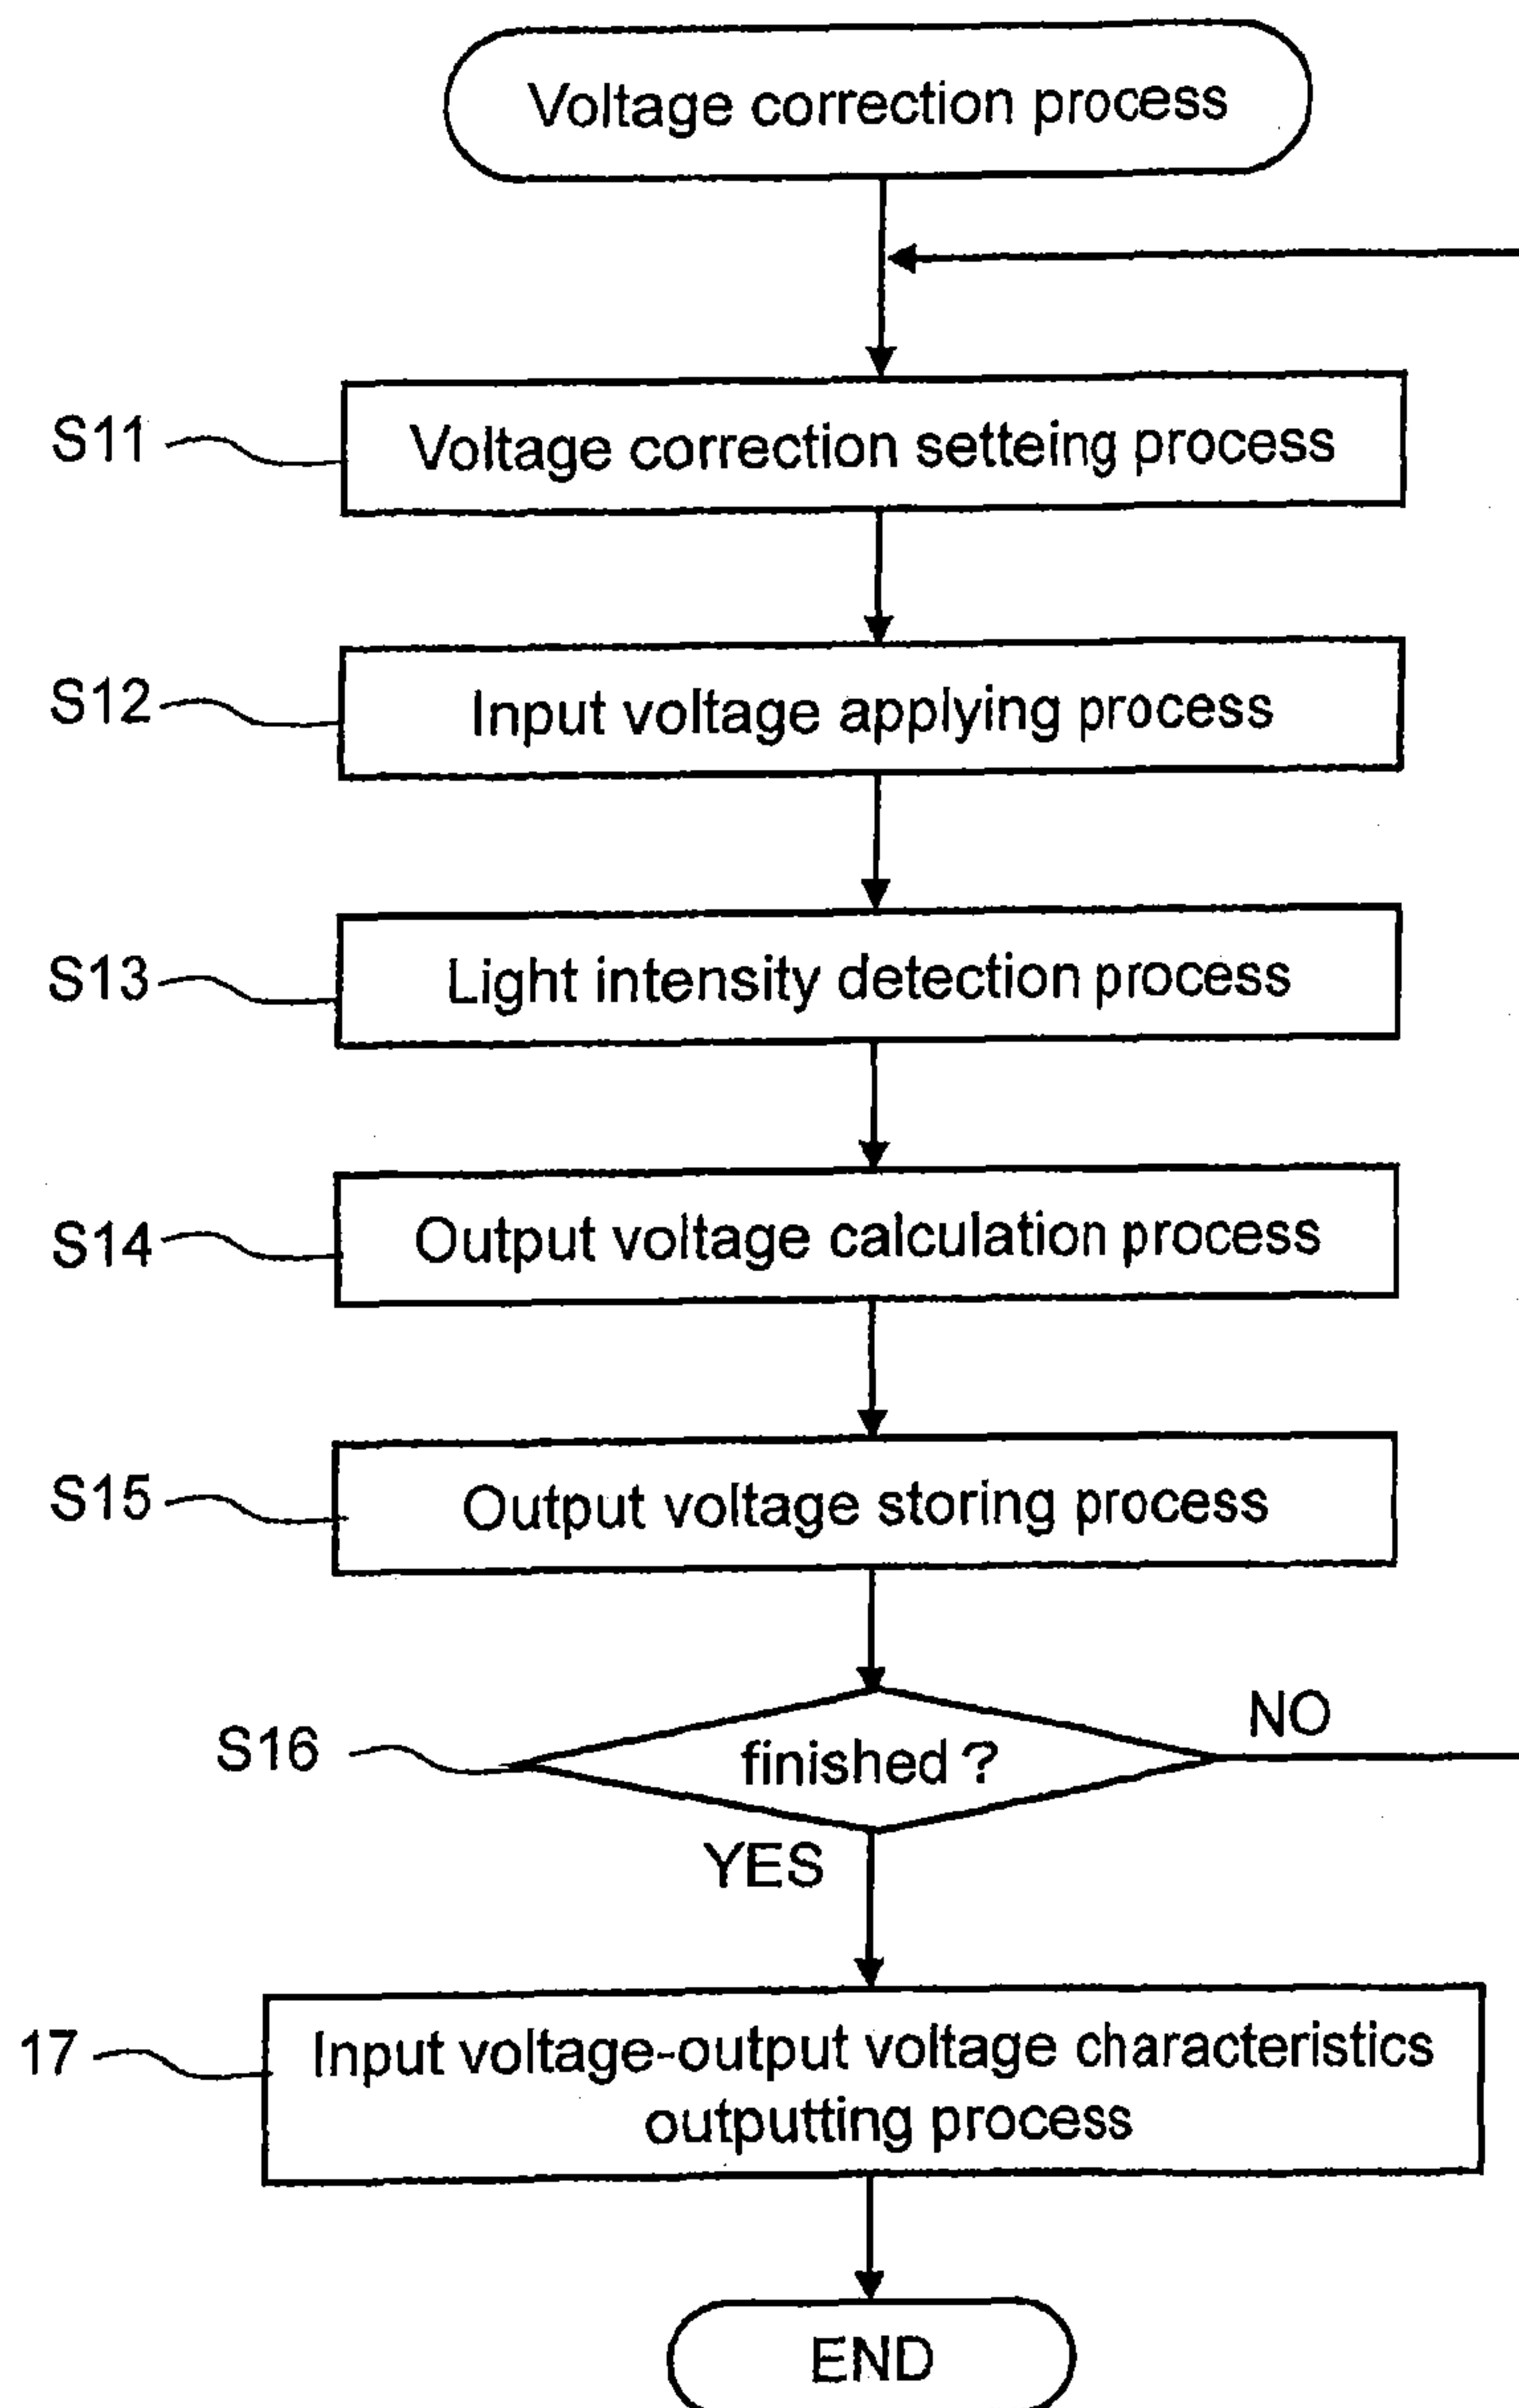 Voltage correction process
S11
Voltage correction setteing process
S12
Input voltage applying process
S13
Light intensity detection process
S14
Output voltage calculation process
S15
Output voltage storing process
S16
finished ?
NO
YES
17
Input voltage-output voltage characteristics
outputting process
END